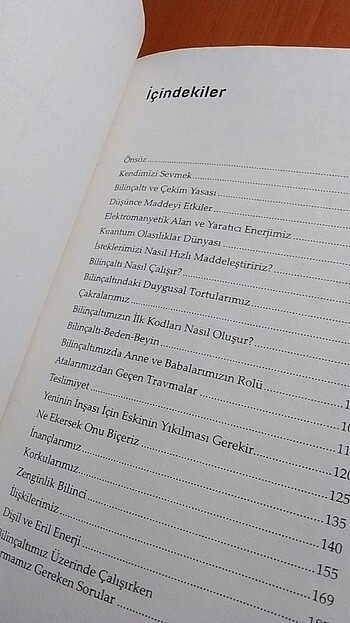 İçindekiler
Önsöz
Kendimizi Sevmek
Bilinçaltı ve Çekim Yasası
Düşünce Maddeyi Etkiler
Elektromanyetik Alan ve Yaratıcı Enerjimiz
Kuantum Olasılıklar Dünyası
İsteklerimizi Nasıl Hızlı Maddeleştiririz?
Bilinçaltı Nasıl Çalışır?
Bilinçaltındaki Duygusal Tortularımız
Çakralarımız
Bilinçaltımızın İlk Kodları Nasıl Oluşur?
Bilinçaltı-Beden-Beyin
Bilinçaltımızda Anne ve Babalarımızın Rolü
Atalarımızdan Geçen Travmalar
Teslimiyet
Yeninin İnşası İçin Eskinin Yıkılması Gerekir
Ne Ekersek Onu Biçeriz 120
İnançlarımız 125
Korkularımız 135
Zenginlik Bilinci 140
İlişkilerimiz 155
Dişil ve Eril Enerji 169
Bilinçaltımız Üzerinde Çalışırken
Sormamız Gereken Sorular